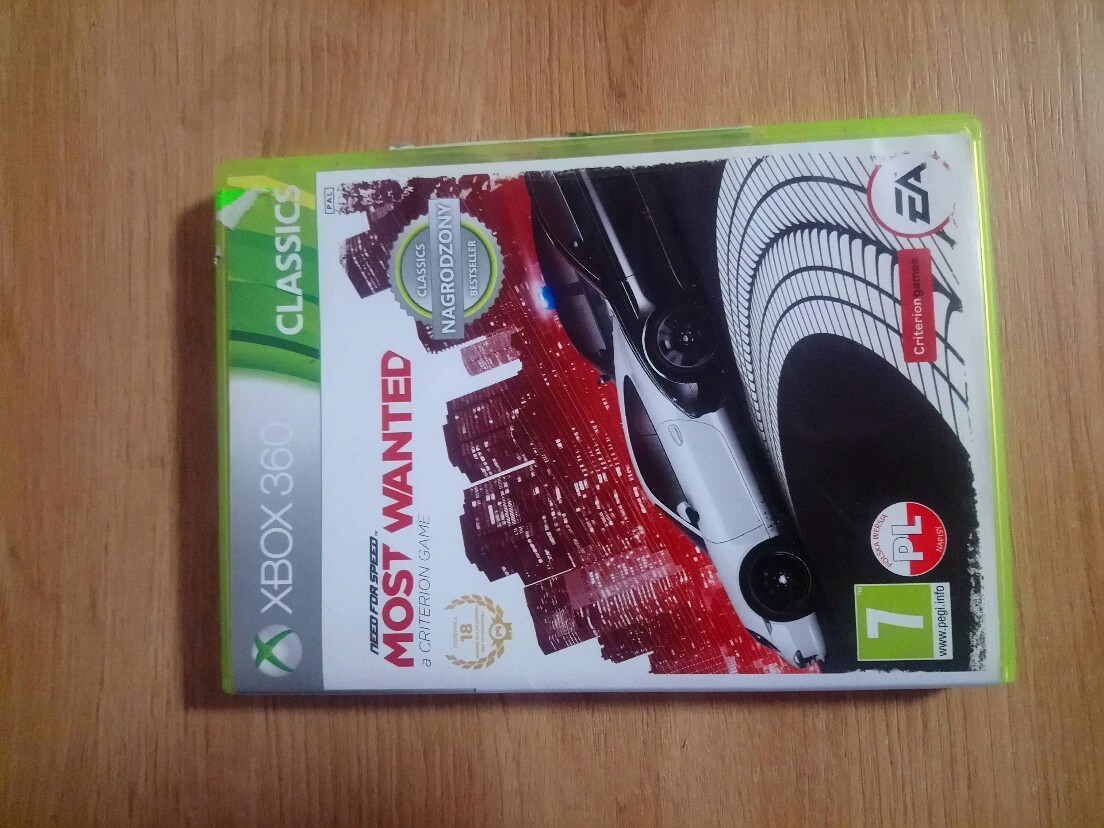 XBOX 360
CLASSICS
PAL
NEED FOR SPEED™
MOST WANTED
a CRITERION GAME
CLASSICS
NAGRODZONY
BESTSELLER
18
7
www.pegi.info
POLSKA WERSJA
PL
NAPISY
Criterion games
EA